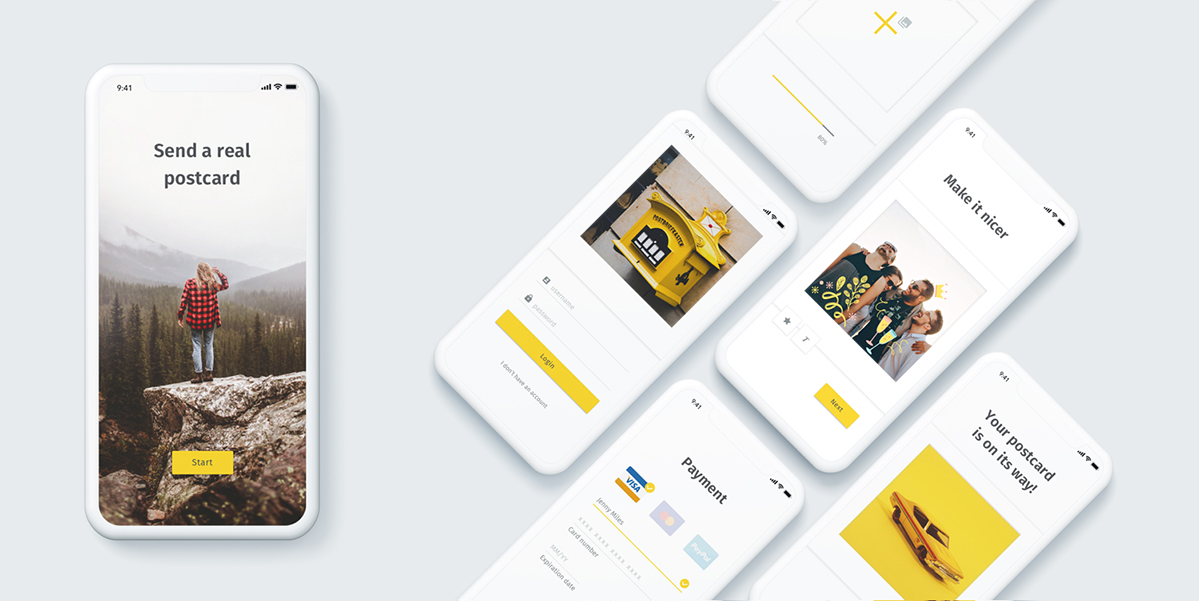 9:41
Send a real
postcard
Start
80%
9:41
POSTBRIEFKASTEN
username
password
Login
I don't have an account
9:41
Make it nicer
T
Next
9:41
Payment
VISA
PayPal
Jenny Miles
XXXX XXXX XXXX XXXX
Card number
MM/YY
Expiration date
9:41
Your postcard
is on its way!